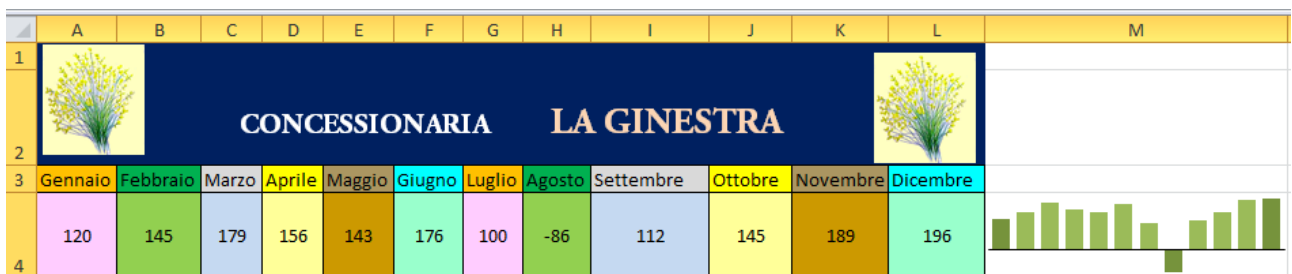 A B C D E F G H I J K L M
1
CONCESSIONARIA LA GINESTRA
2
3 Gennaio Febbraio Marzo Aprile Maggio Giugno Luglio Agosto Settembre Ottobre Novembre Dicembre
120 145 179 156 143 176 100 -86 112 145 189 196
4